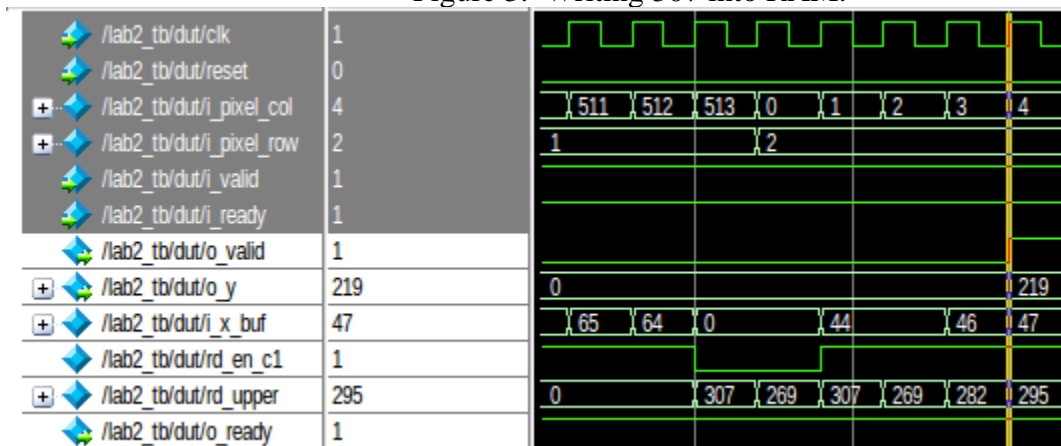 Figure 3: Writing 307 into RAM.
/lab2_tb/dut/clk 1
/lab2_tb/dut/reset 0
/lab2_tb/dut/i_pixel_col 4 511 512 513 0 1 2 3 4
/lab2_tb/dut/i_pixel_row 2 1 2
/lab2_tb/dut/i_valid 1
/lab2_tb/dut/i_ready 1
/lab2_tb/dut/o_valid 1
/lab2_tb/dut/o_y 219 0 219
/lab2_tb/dut/i_x_buf 47 65 64 0 44 46 47
/lab2_tb/dut/rd_en_c1 1
/lab2_tb/dut/rd_upper 295 0 307 269 307 269 282 295
/lab2_tb/dut/o_ready 1